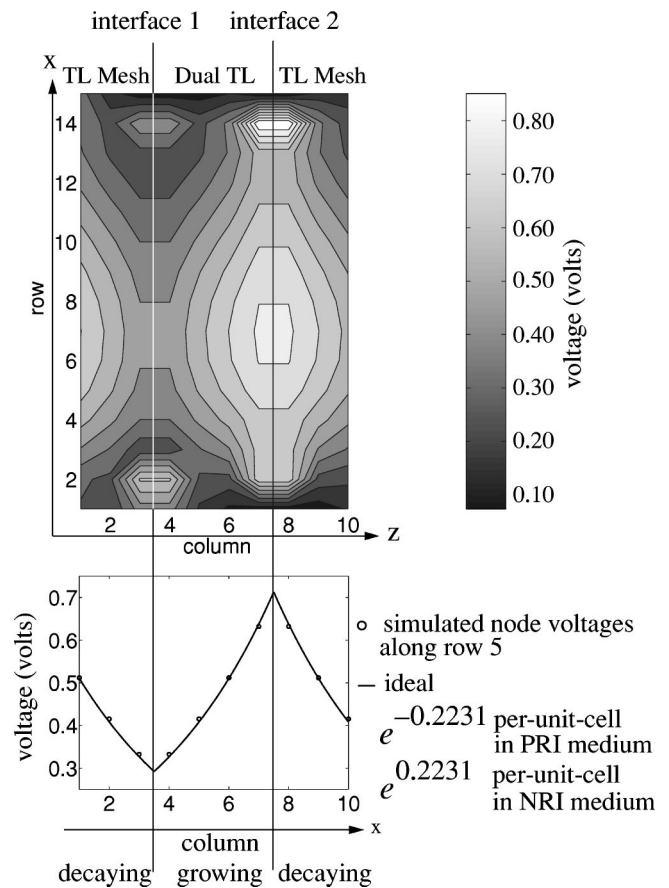 interface 1 interface 2
x
TL Mesh Dual TL TL Mesh
14
12
10
8
6
4
2
row
2 4 6 8 10
column
z
0.80
0.70
0.60
0.50
0.40
0.30
0.20
0.10
voltage (volts)
0.7
0.6
0.5
0.4
0.3
voltage (volts)
2 4 6 8 10
column
x
decaying growing decaying
simulated node voltages
along row 5
ideal
e^-0.2231 per-unit-cell
in PRI medium
e^0.2231 per-unit-cell
in NRI medium